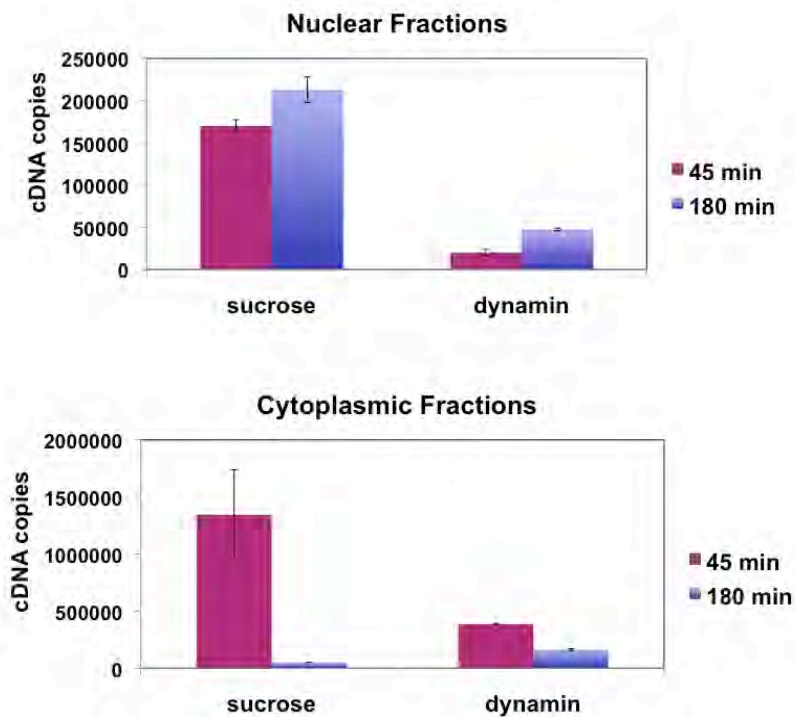 Nuclear Fractions
cDNA copies
250000
200000
150000
100000
50000
0
sucrose
dynamin
45 min
180 min
Cytoplasmic Fractions
cDNA copies
2000000
1500000
1000000
500000
0
sucrose
dynamin
45 min
180 min